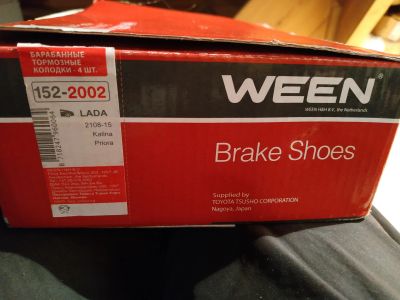 БАРАБАННЫЕ
ТОРМОЗНЫЕ
КОЛОДКИ - 4 ШТ.
152-2002
LADA
2108-15
Kalina
Priora
WEEN
WEEN H&H B.V., the Netherlands.
Brake Shoes
Supplied by
TOYOTA TSUSHO CORPORATION
Nagoya, Japan